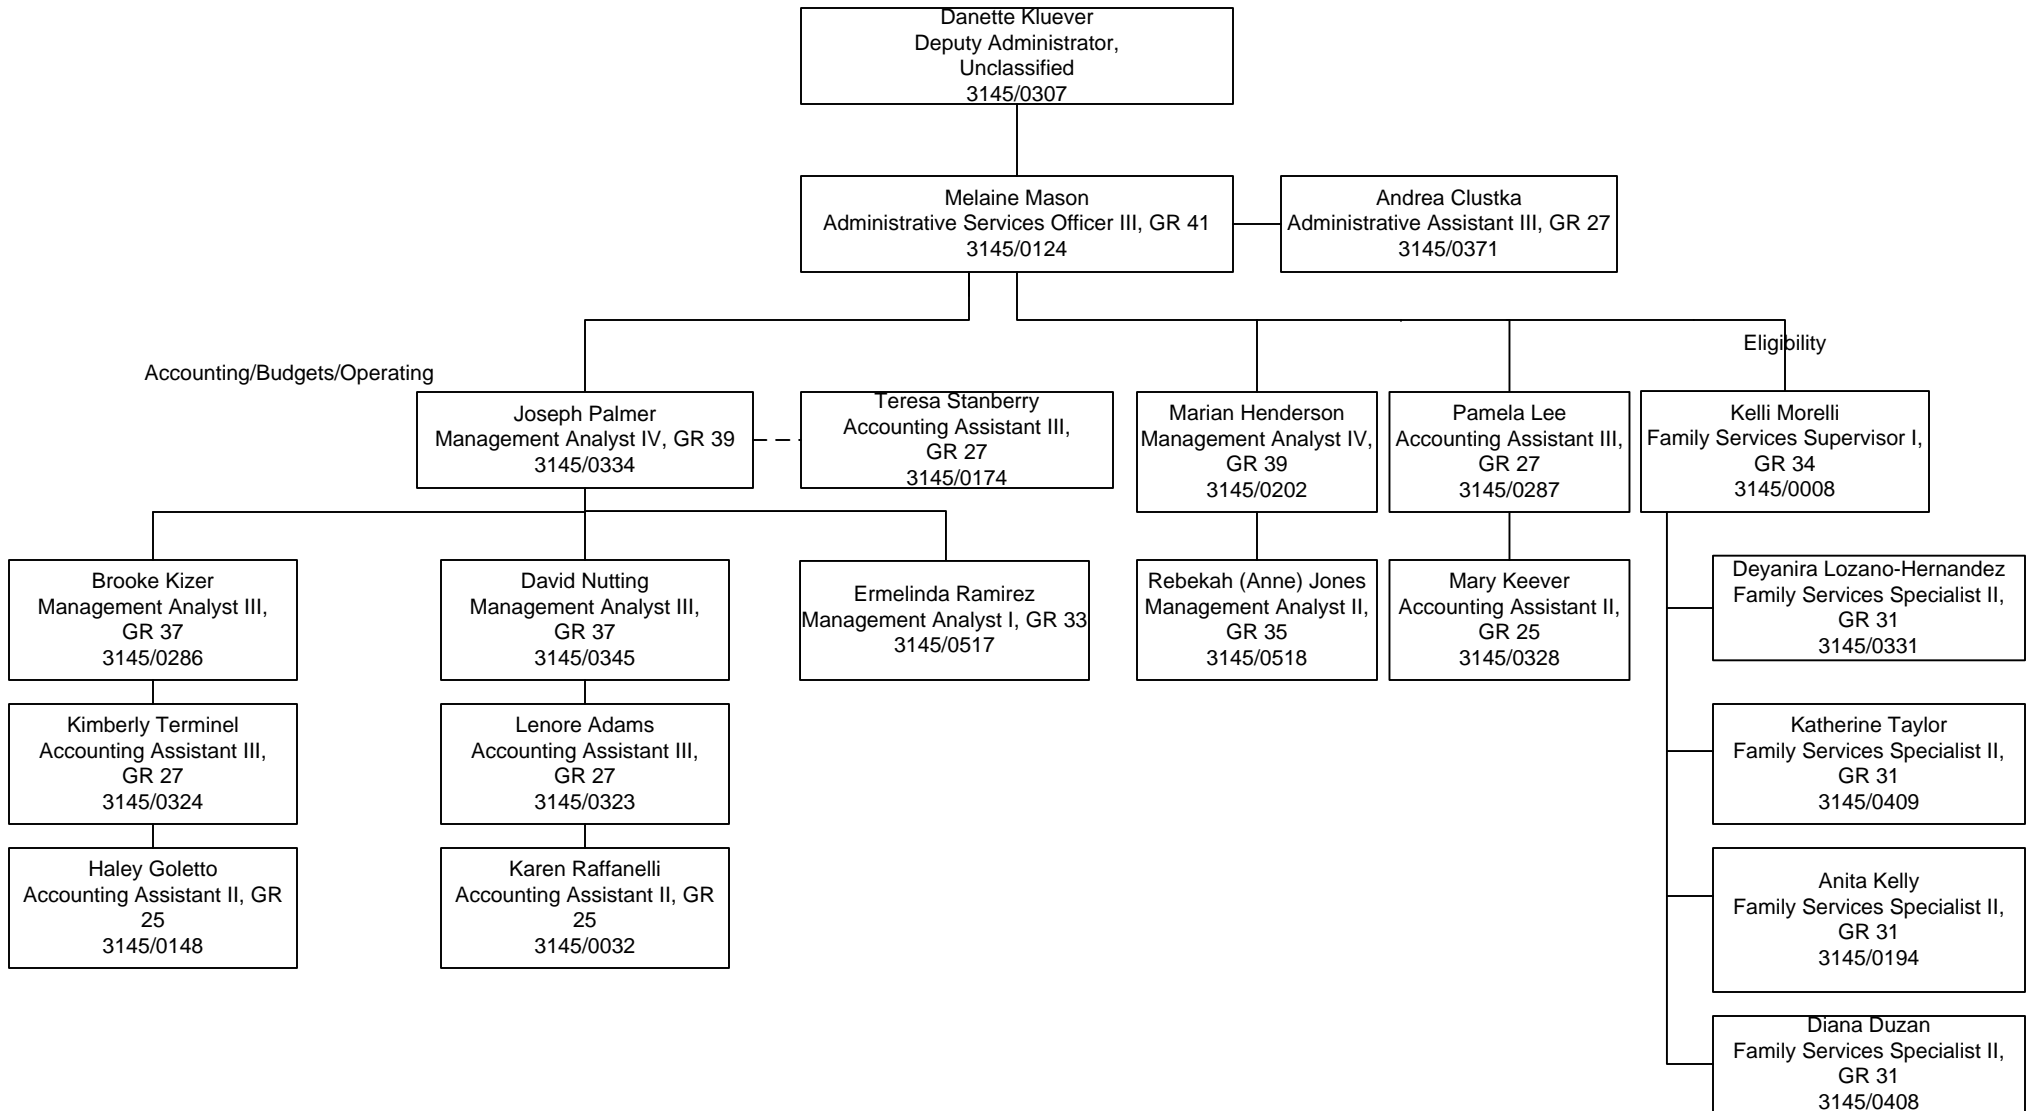 Danette Kluever
Deputy Administrator,
Unclassified
3145/0307
Melaine Mason
Administrative Services Officer III, GR 41
3145/0124
Andrea Clustka
Administrative Assistant III, GR 27
3145/0371
Accounting/Budgets/Operating
Eligibility
Joseph Palmer
Management Analyst IV, GR 39
3145/0334
Teresa Stanberry
Accounting Assistant III,
GR 27
3145/0174
Marian Henderson
Management Analyst IV,
GR 39
3145/0202
Pamela Lee
Accounting Assistant III,
GR 27
3145/0287
Kelli Morelli
Family Services Supervisor I,
GR 34
3145/0008
Brooke Kizer
Management Analyst III,
GR 37
3145/0286
David Nutting
Management Analyst III,
GR 37
3145/0345
Ermelinda Ramirez
Management Analyst I, GR 33
3145/0517
Rebekah (Anne) Jones
Management Analyst II,
GR 35
3145/0518
Mary Keever
Accounting Assistant II,
GR 25
3145/0328
Deyanira Lozano-Hernandez
Family Services Specialist II,
GR 31
3145/0331
Kimberly Terminel
Accounting Assistant III,
GR 27
3145/0324
Lenore Adams
Accounting Assistant III,
GR 27
3145/0323
Katherine Taylor
Family Services Specialist II,
GR 31
3145/0409
Haley Goletto
Accounting Assistant II, GR
25
3145/0148
Karen Raffanelli
Accounting Assistant II, GR
25
3145/0032
Anita Kelly
Family Services Specialist II,
GR 31
3145/0194
Diana Duzan
Family Services Specialist II,
GR 31
3145/0408